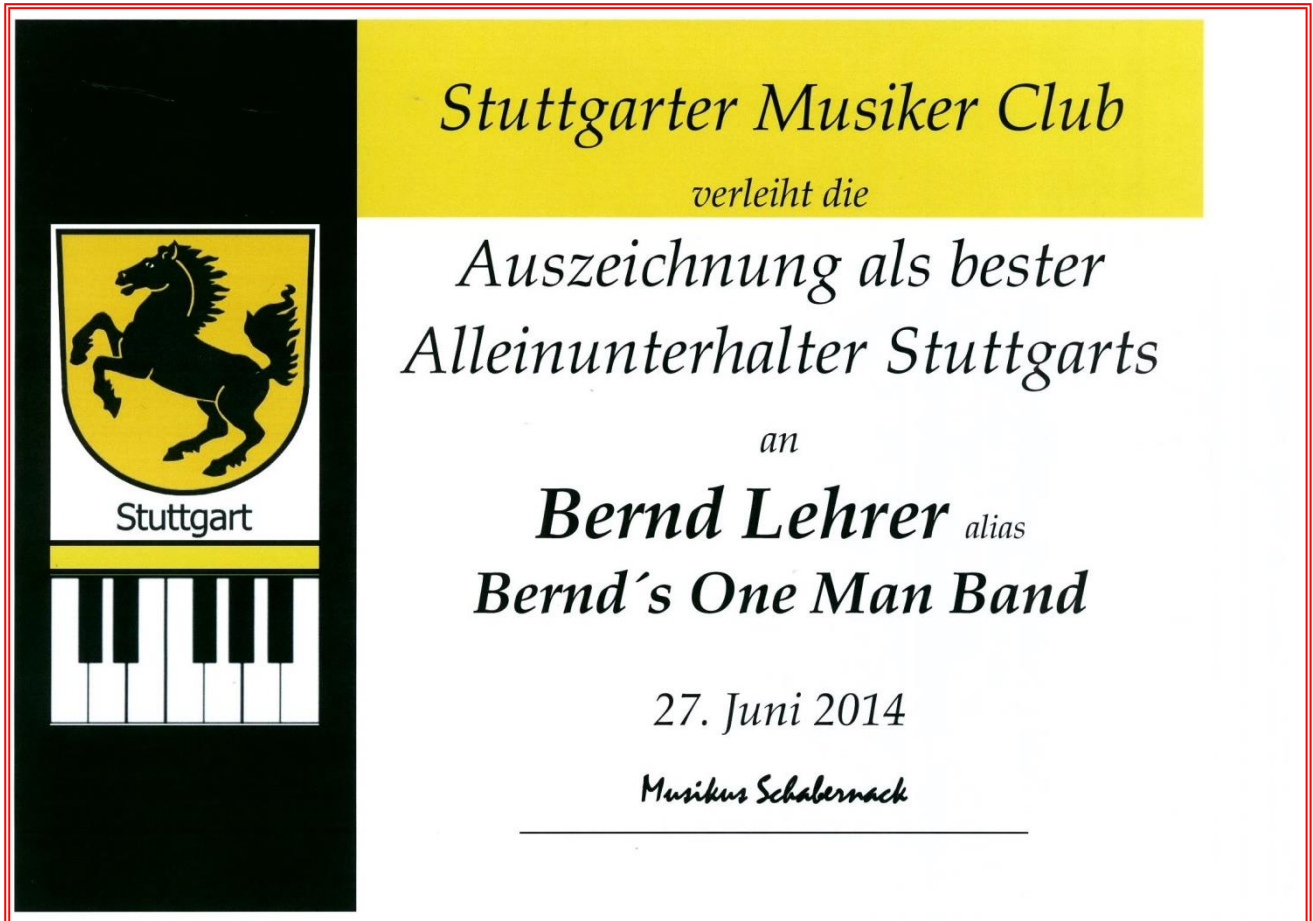 Stuttgarter Musiker Club
verleiht die
Auszeichnung als bester
Alleinunterhalter Stuttgarts
an
Bernd Lehrer alias
Bernd´s One Man Band
27. Juni 2014
Musikus Schabernack
Stuttgart